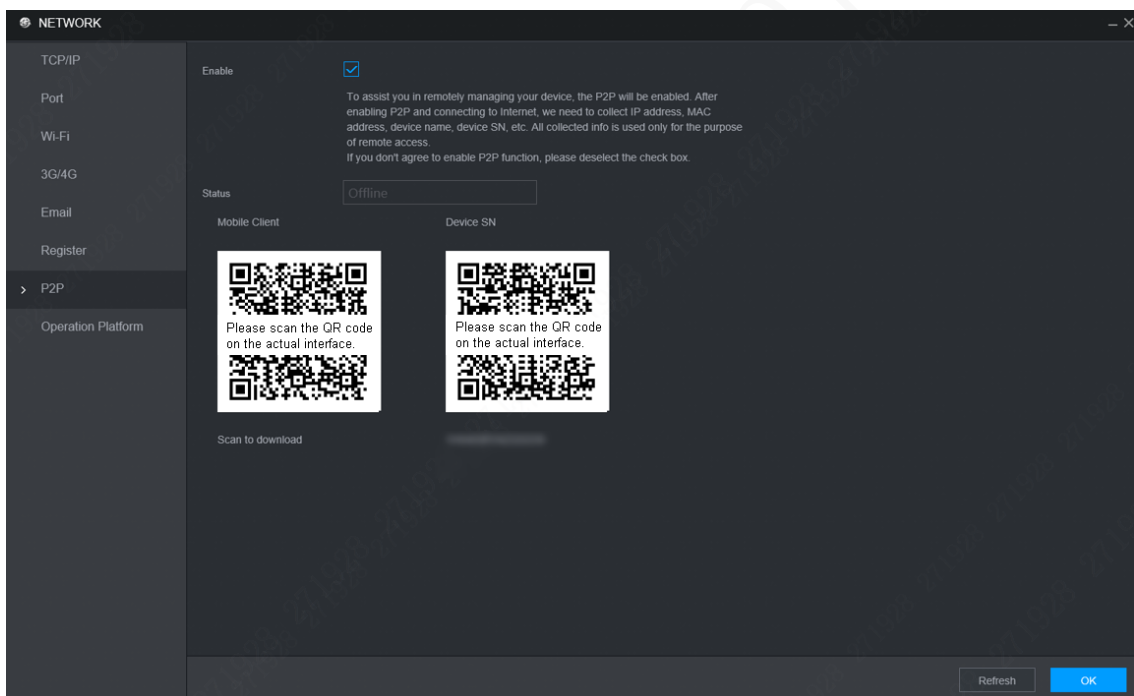 NETWORK
TCP/IP
Port
Wi-Fi
3G/4G
Email
Register
P2P
Operation Platform
Enable
To assist you in remotely managing your device, the P2P will be enabled. After
enabling P2P and connecting to Internet, we need to collect IP address, MAC
address, device name, device SN, etc. All collected info is used only for the purpose
of remote access.
If you don't agree to enable P2P function, please deselect the check box.
Status
Offline
Mobile Client
Device SN
Please scan the QR code
on the actual interface.
Please scan the QR code
on the actual interface.
Scan to download
Refresh
OK
271928